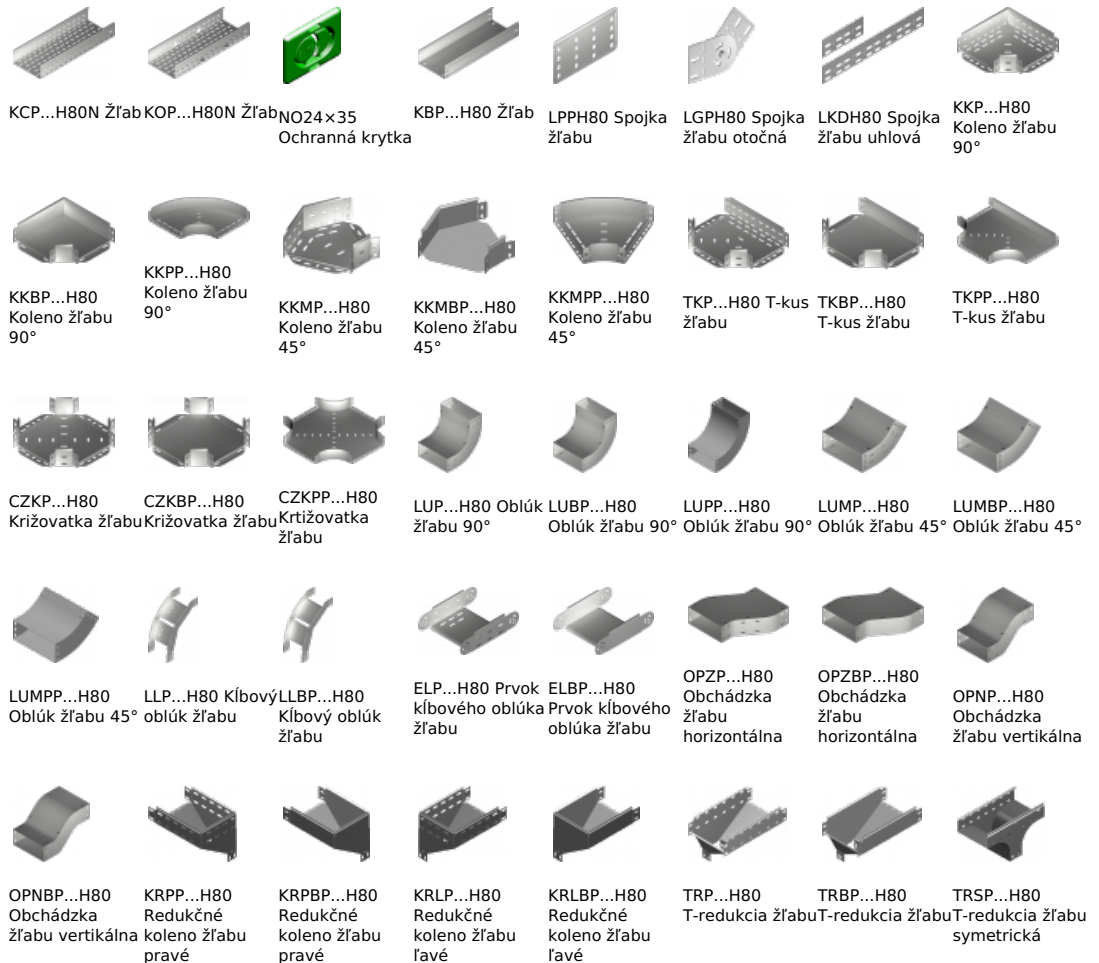 KCP...H80N Žľab
KOP...H80N Žľab
NO24×35
Ochranná krytka
KBP...H80 Žľab
LPPH80 Spojka
žľabu
LGPH80 Spojka
žľabu otočná
LKDH80 Spojka
žľabu uhlová
KKP...H80
Koleno žľabu
90°
KKBP...H80
Koleno žľabu
90°
KKPP...H80
Koleno žľabu
90°
KKMP...H80
Koleno žľabu
45°
KKMBP...H80
Koleno žľabu
45°
KKMPP...H80
Koleno žľabu
45°
TKP...H80 T-kus
žľabu
TKBP...H80
T-kus žľabu
TKPP...H80
T-kus žľabu
CZKP...H80
Križovatka žľabu
CZKBP...H80
Križovatka žľabu
CZKPP...H80
Krtižovatka
žľabu
LUP...H80 Oblúk
žľabu 90°
LUBP...H80
Oblúk žľabu 90°
LUPP...H80
Oblúk žľabu 90°
LUMP...H80
Oblúk žľabu 45°
LUMBP...H80
Oblúk žľabu 45°
LUMPP...H80
Oblúk žľabu 45°
LLP...H80 Kĺbový
oblúk žľabu
LLBP...H80
Kĺbový oblúk
žľabu
ELP...H80 Prvok
kĺbového oblúka
žľabu
ELBP...H80
Prvok kĺbového
oblúka žľabu
OPZP...H80
Obchádzka
žľabu
horizontálna
OPZBP...H80
Obchádzka
žľabu
horizontálna
OPNP...H80
Obchádzka
žľabu vertikálna
OPNBP...H80
Obchádzka
žľabu vertikálna
KRPP...H80
Redukčné
koleno žľabu
pravé
KRPBP...H80
Redukčné
koleno žľabu
pravé
KRLP...H80
Redukčné
koleno žľabu
ľavé
KRLBP...H80
Redukčné
koleno žľabu
ľavé
TRP...H80
T-redukcia žľabu
TRBP...H80
T-redukcia žľabu
TRSP...H80
T-redukcia žľabu
symetrická